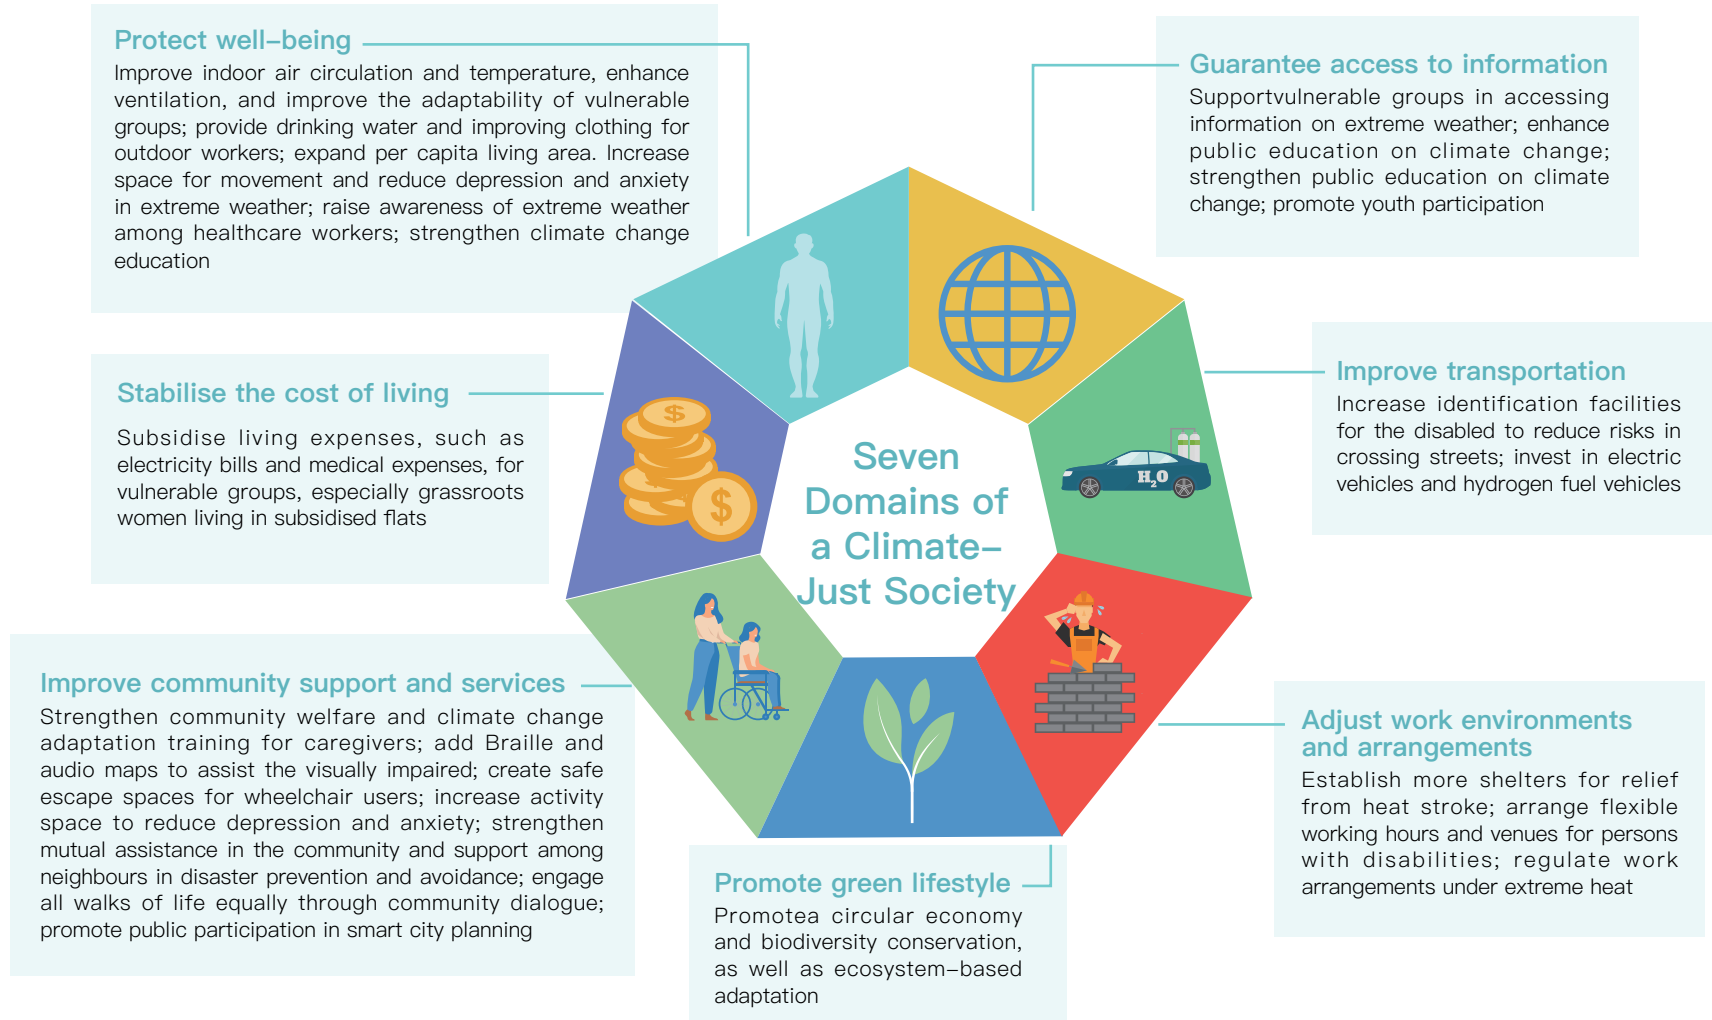 Protect well–being
Improve indoor air circulation and temperature, enhance
ventilation, and improve the adaptability of vulnerable
groups; provide drinking water and improving clothing for
outdoor workers; expand per capita living area. Increase
space for movement and reduce depression and anxiety
in extreme weather; raise awareness of extreme weather
among healthcare workers; strengthen climate change
education
Guarantee access to information
Supportvulnerable groups in accessing
information on extreme weather; enhance
public education on climate change;
strengthen public education on climate
change; promote youth participation
Stabilise the cost of living
Subsidise living expenses, such as
electricity bills and medical expenses, for
vulnerable groups, especially grassroots
women living in subsidised flats
Improve transportation
Increase identification facilities
for the disabled to reduce risks in
crossing streets; invest in electric
vehicles and hydrogen fuel vehicles
$
$
H2O
Seven
Domains of
a Climate–
Just Society
Improve community support and services
Strengthen community welfare and climate change
adaptation training for caregivers; add Braille and
audio maps to assist the visually impaired; create safe
escape spaces for wheelchair users; increase activity
space to reduce depression and anxiety; strengthen
mutual assistance in the community and support among
neighbours in disaster prevention and avoidance; engage
all walks of life equally through community dialogue;
promote public participation in smart city planning
Adjust work environments
and arrangements
Establish more shelters for relief
from heat stroke; arrange flexible
working hours and venues for persons
with disabilities; regulate work
arrangements under extreme heat
Promote green lifestyle
Promotea circular economy
and biodiversity conservation,
as well as ecosystem–based
adaptation